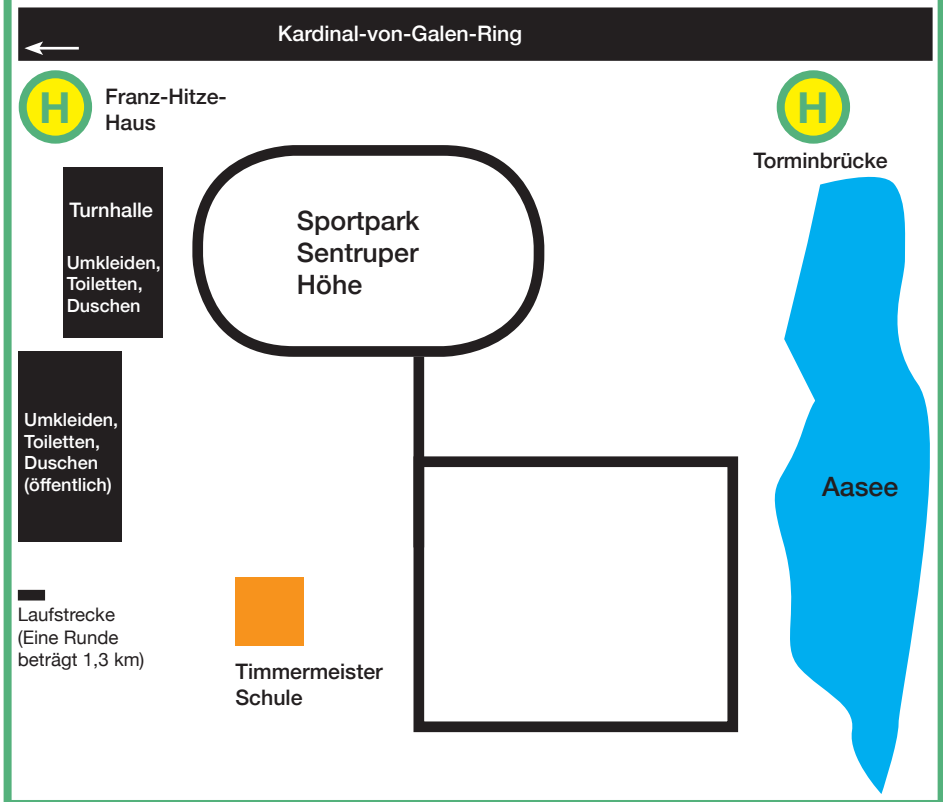 Kardinal-von-Galen-Ring
H
Franz-Hitze-
Haus
H
Torminbrücke
Turnhalle
Umkleiden,
Toiletten,
Duschen
Sportpark
Sentruper
Höhe
Umkleiden,
Toiletten,
Duschen
(öffentlich)
Aasee
Laufstrecke
(Eine Runde
beträgt 1,3 km)
Timmermeister
Schule